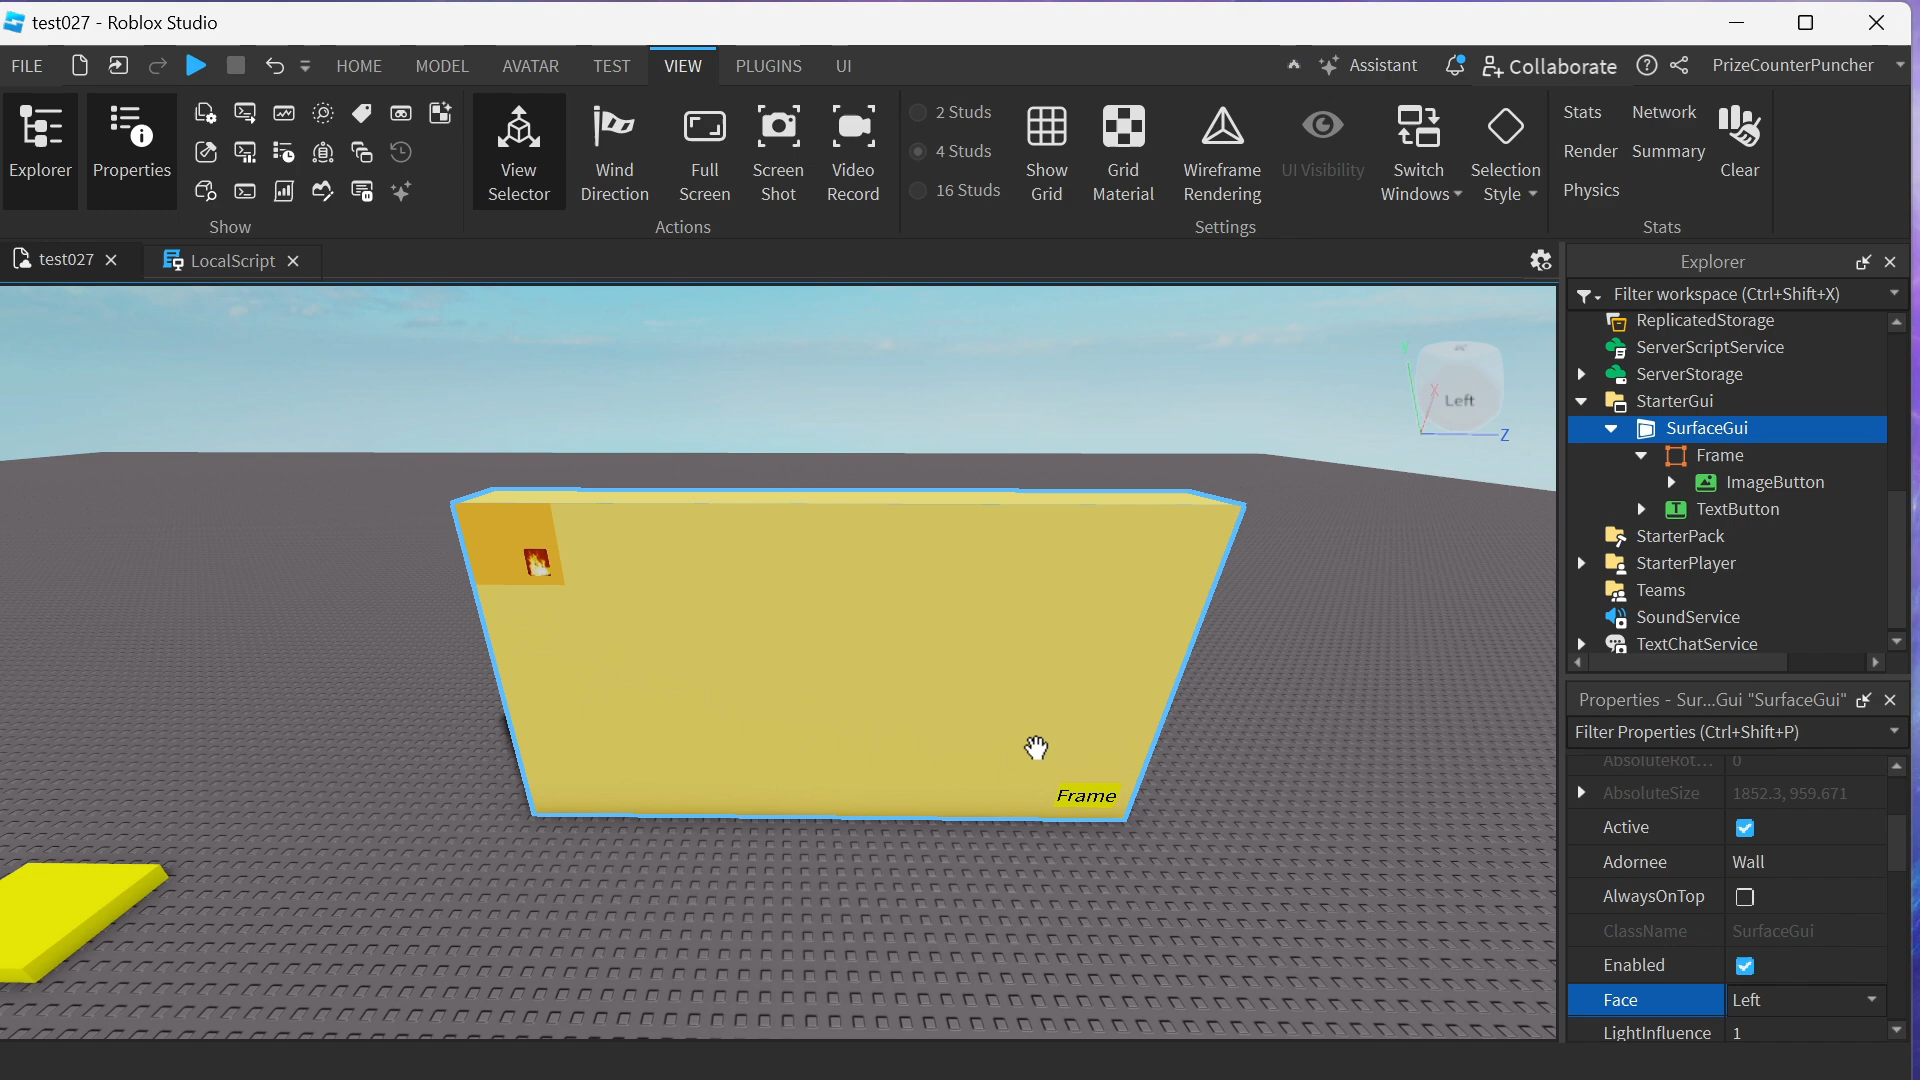 test027 - Roblox Studio
FILE HOME MODEL AVATAR TEST VIEW PLUGINS UI Assistant Collaborate PrizeCounterPuncher
Explorer
Properties
Show
View
Selector
Wind
Direction
Full
Screen
Screen
Shot
Video
Record
Actions
2 Studs
4 Studs
16 Studs
Show
Grid
Grid
Material
Wireframe
Rendering
UI Visibility
Switch
Windows
Selection
Style
Settings
Stats Network
Render Summary
Physics
Clear
Stats
test027
LocalScript
Left
X
Y
Z
Frame
Explorer
Filter workspace (Ctrl+Shift+X)
ReplicatedStorage
ServerScriptService
ServerStorage
StarterGui
SurfaceGui
Frame
ImageButton
TextButton
StarterPack
StarterPlayer
Teams
SoundService
TextChatService
Properties - Sur...Gui "SurfaceGui"
Filter Properties (Ctrl+Shift+P)
AbsoluteRot... 0
AbsoluteSize 1852.3, 959.671
Active
Adornee Wall
AlwaysOnTop
ClassName SurfaceGui
Enabled
Face Left
LightInfluence 1